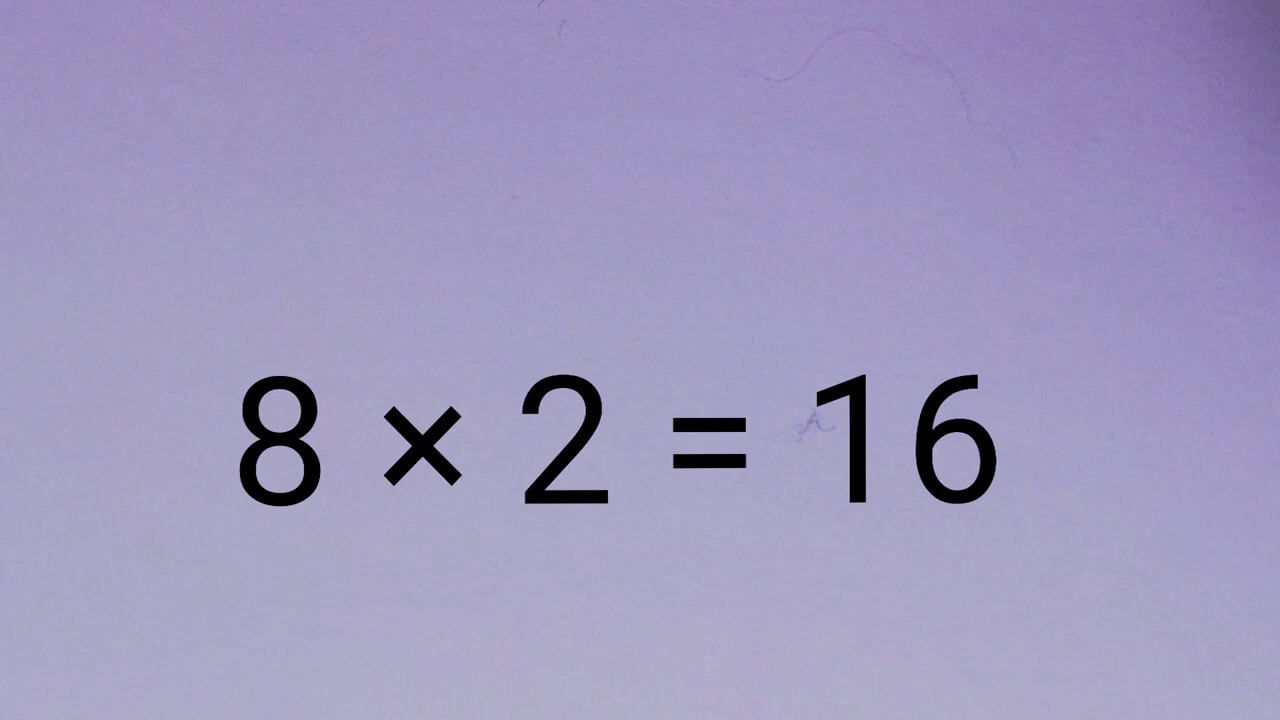 8 × 2 = 16